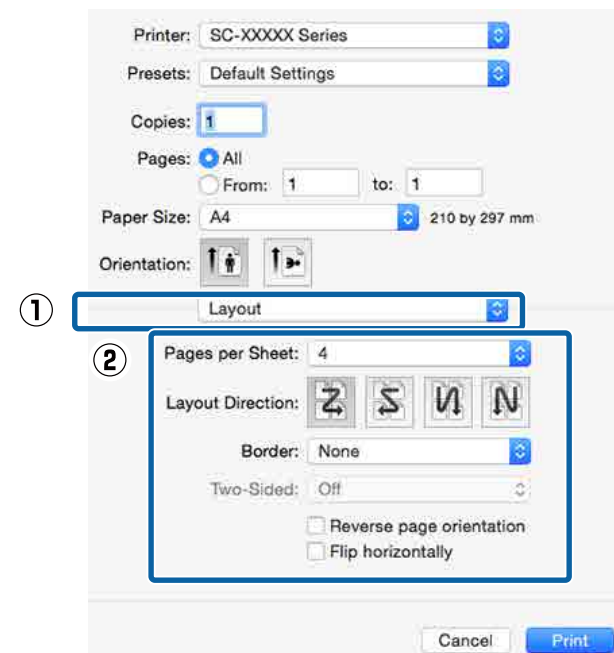 Printer: SC-XXXXX Series
Presets: Default Settings
Copies: 1
Pages: All
From: 1 to: 1
Paper Size: A4 210 by 297 mm
Orientation:
① Layout
② Pages per Sheet: 4
Layout Direction:
Border: None
Two-Sided: Off
Reverse page orientation
Flip horizontally
Cancel Print